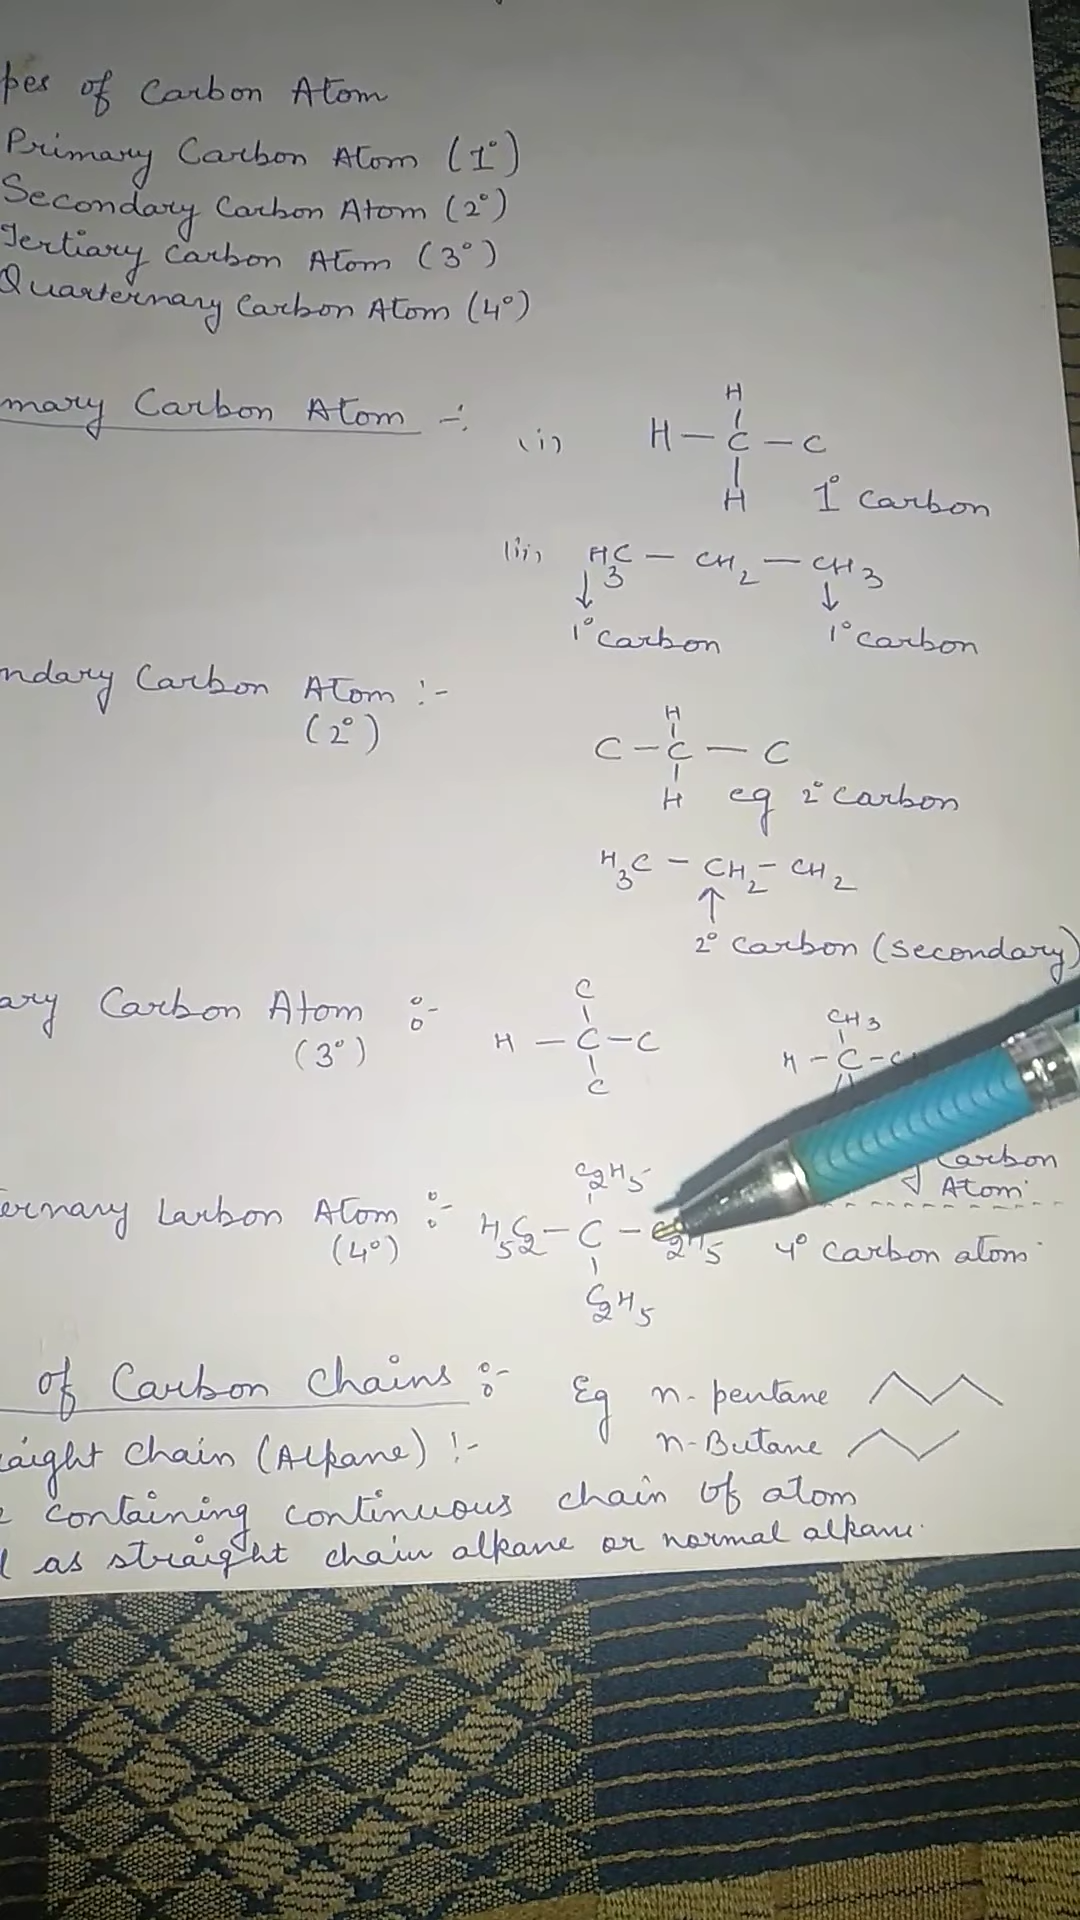 pes of Carbon Atom
Primary Carbon Atom (1°)
Secondary Carbon Atom (2°)
Tertiary Carbon Atom (3°)
Quarternary Carbon Atom (4°)
mary Carbon Atom -:
(i)
H
H — C — C
H
1° Carbon
(ii) H3C — CH2 — CH3
1° Carbon 1° carbon
ndary Carbon Atom :-
(2°)
H
C — C — C
H eg 2° Carbon
H3C — CH2 — CH2
2° Carbon (secondary)
ary Carbon Atom :-
(3°)
C
H — C — C
C
CH3
H — C — C
Carbon
Atom
ernary Carbon Atom :-
(4°)
C2H5
H5C2 — C — C2H5
C2H5
4° Carbon atom
of Carbon Chains :-
Eg n-pentane
n-Butane
aight Chain (Alkane) :-
containing continuous chain of atom
as straight chain alkane or normal alkane.